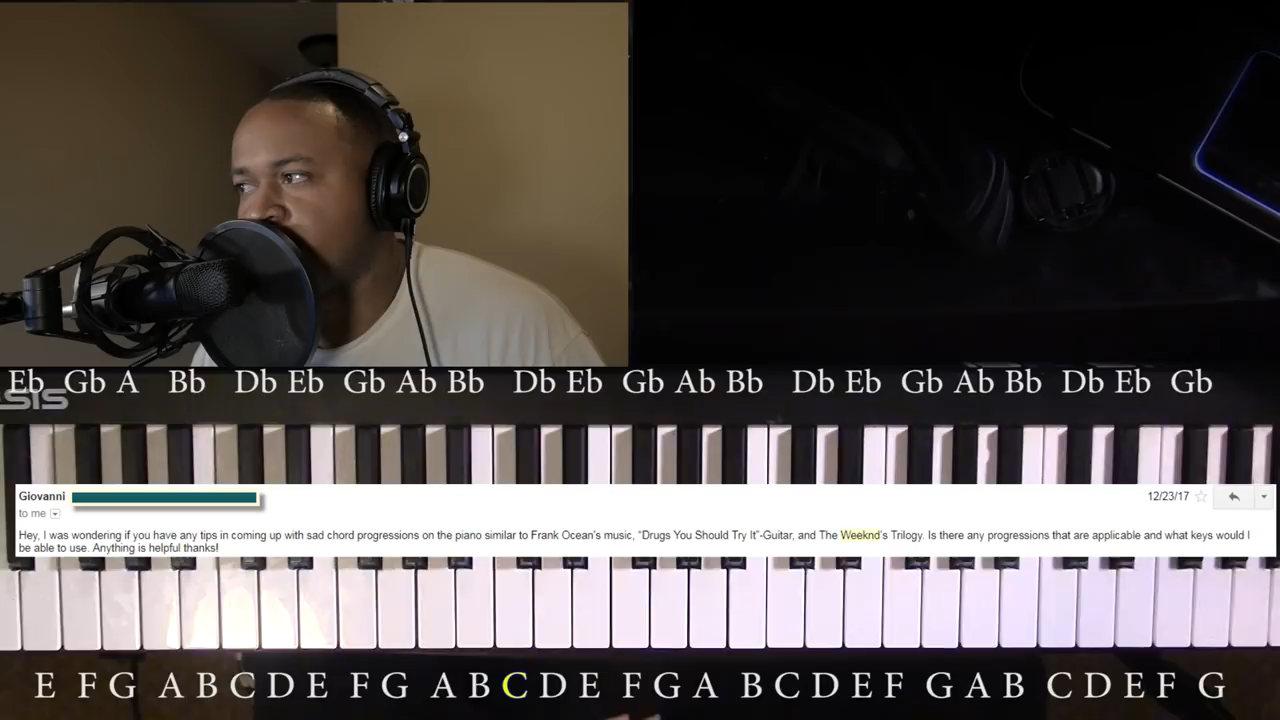 Eb Gb A Bb Db Eb Gb Ab Bb Db Eb Gb Ab Bb Db Eb Gb Ab Bb Db Eb Gb
SIS
Giovanni 12/23/17
to me
Hey, I was wondering if you have any tips in coming up with sad chord progressions on the piano similar to Frank Ocean's music, "Drugs You Should Try It"-Guitar, and The Weeknd's Trilogy. Is there any progressions that are applicable and what keys would I
be able to use. Anything is helpful thanks!
E F G A B C D E F G A B C D E F G A B C D E F G A B C D E F G